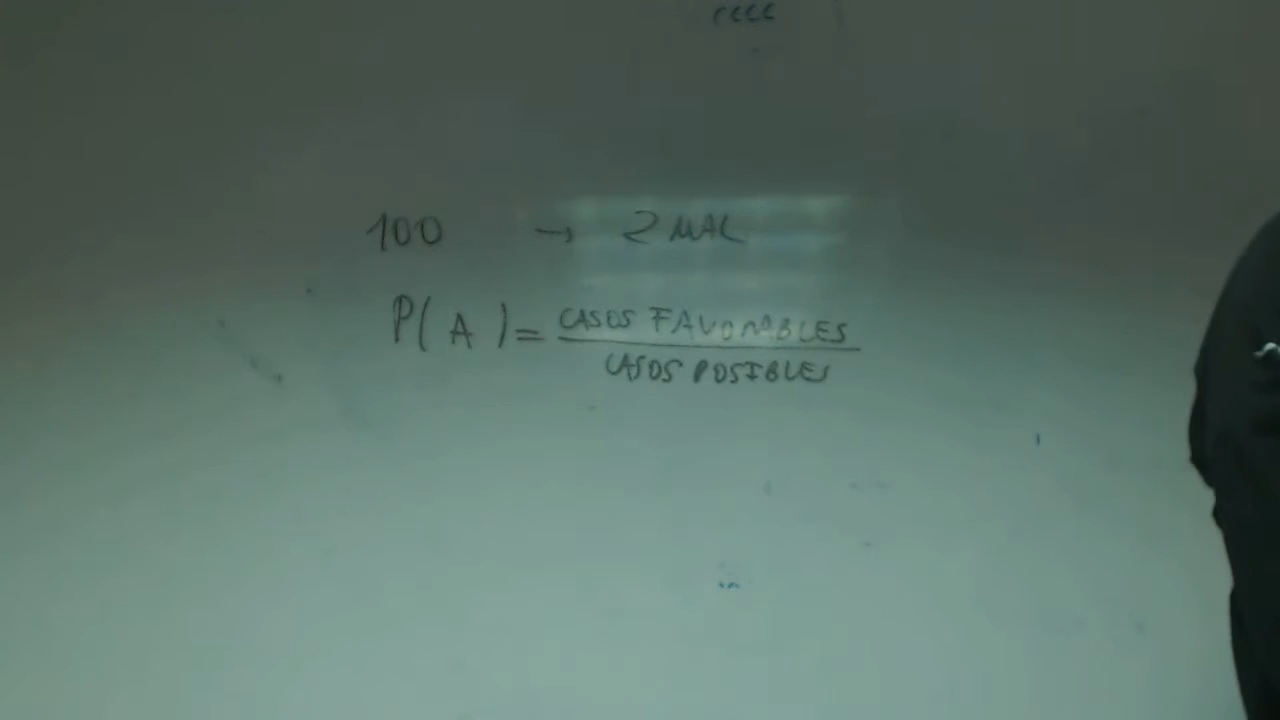 100 → 2 MAL
P( A ) = CASOS FAVORABLES
CASOS POSIBLES